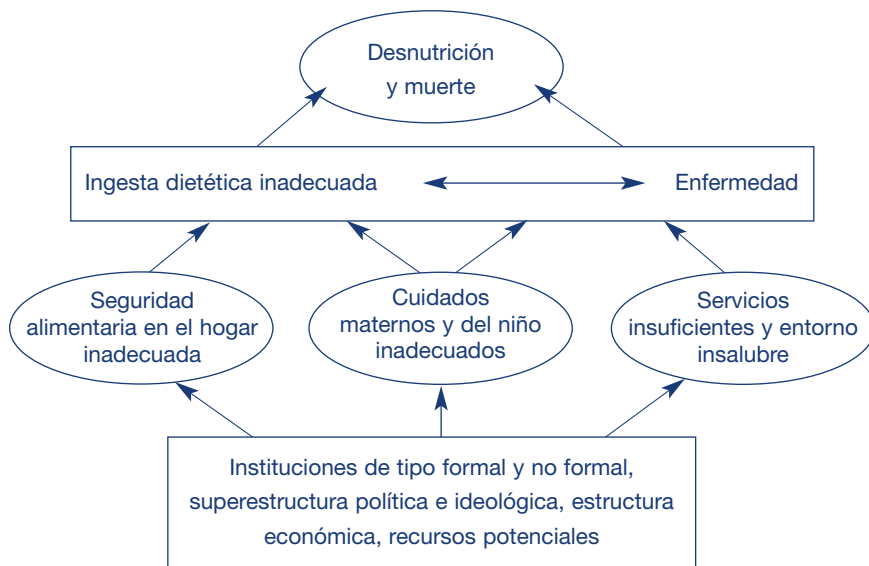 Desnutrición
y muerte
Ingesta dietética inadecuada
Enfermedad
Seguridad
alimentaria en el hogar
inadecuada
Cuidados
maternos y del niño
inadecuados
Servicios
insuficientes y entorno
insalubre
Instituciones de tipo formal y no formal,
superestructura política e ideológica, estructura
económica, recursos potenciales